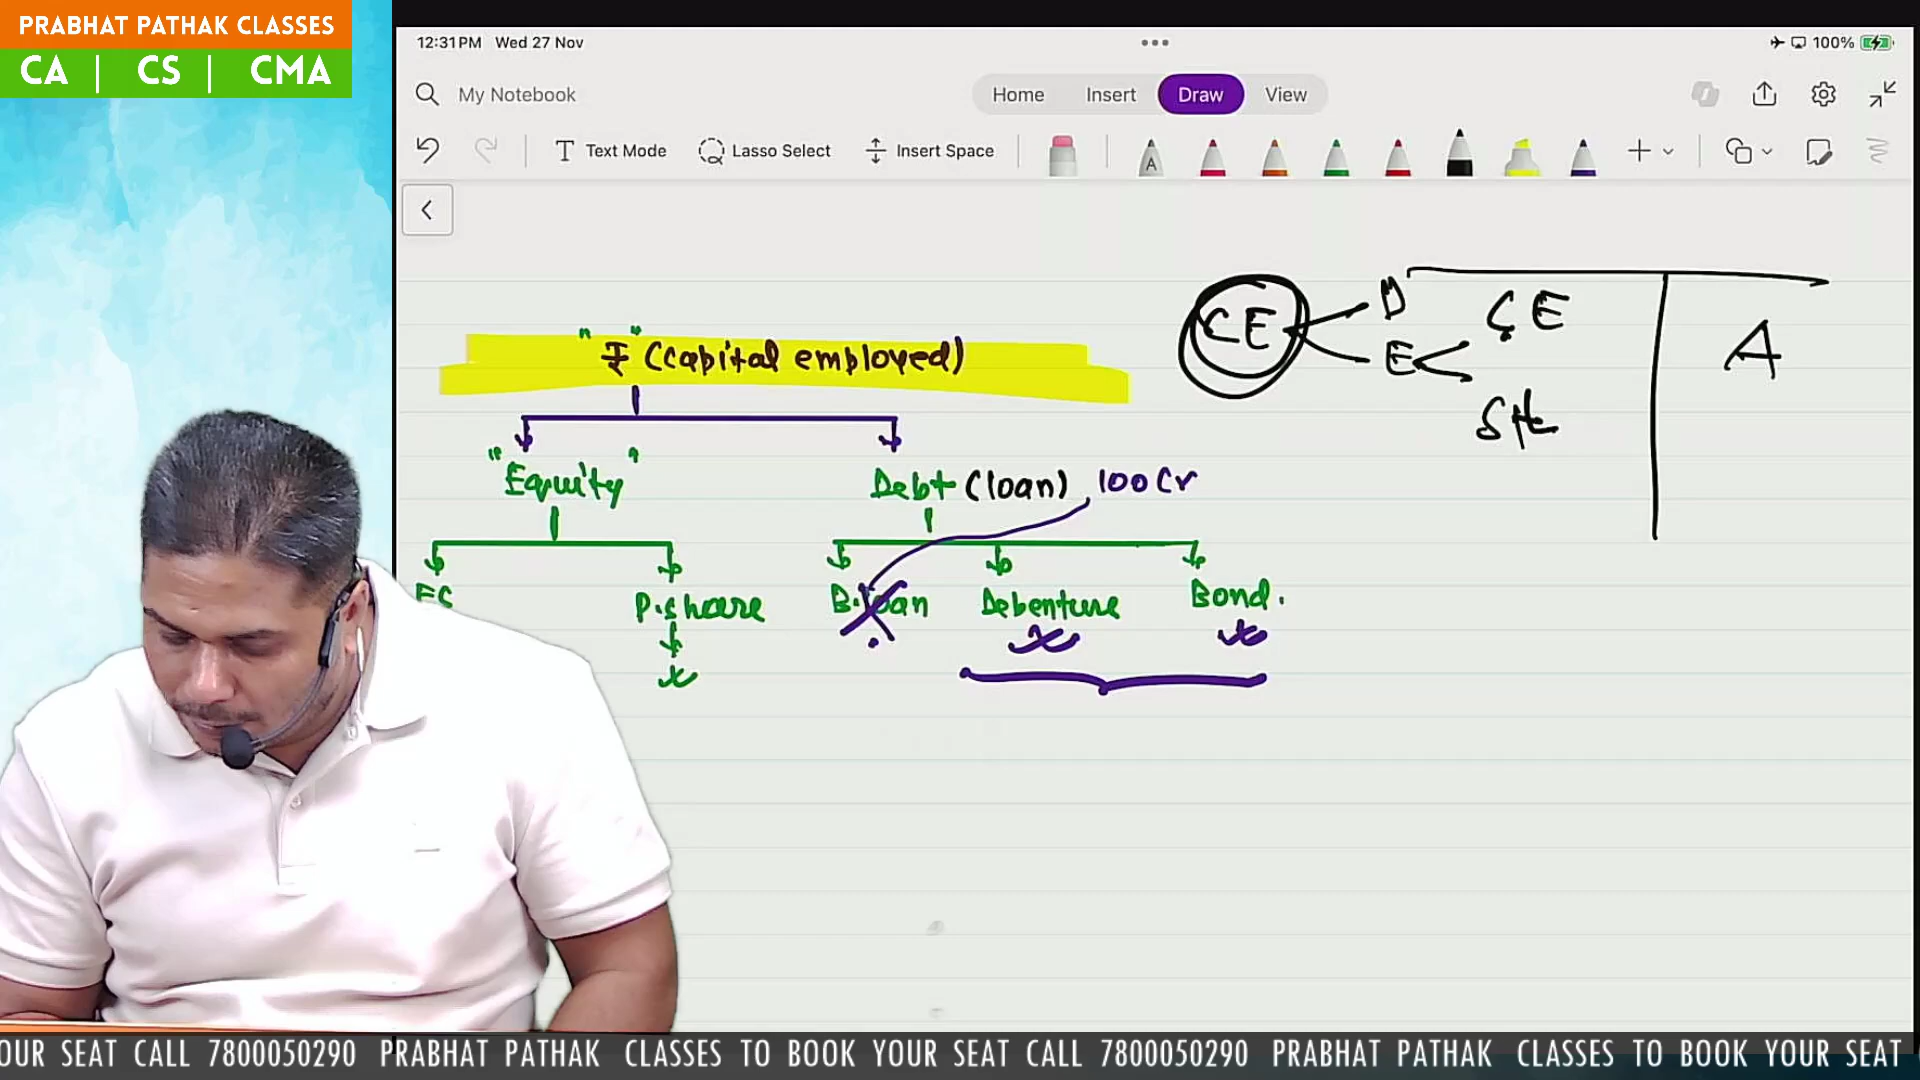 PRABHAT PATHAK CLASSES
CA | CS | CMA
12:31 PM Wed 27 Nov
100%
My Notebook
Home Insert Draw View
Text Mode Lasso Select Insert Space
A
CE D CE A
E
SH
"₹" (capital employed)
"Equity" Debt (loan) 100 Cr
ES P.share B.loan Debenture Bond.
OUR SEAT CALL 7800050290 PRABHAT PATHAK CLASSES TO BOOK YOUR SEAT CALL 7800050290 PRABHAT PATHAK CLASSES TO BOOK YOUR SEAT